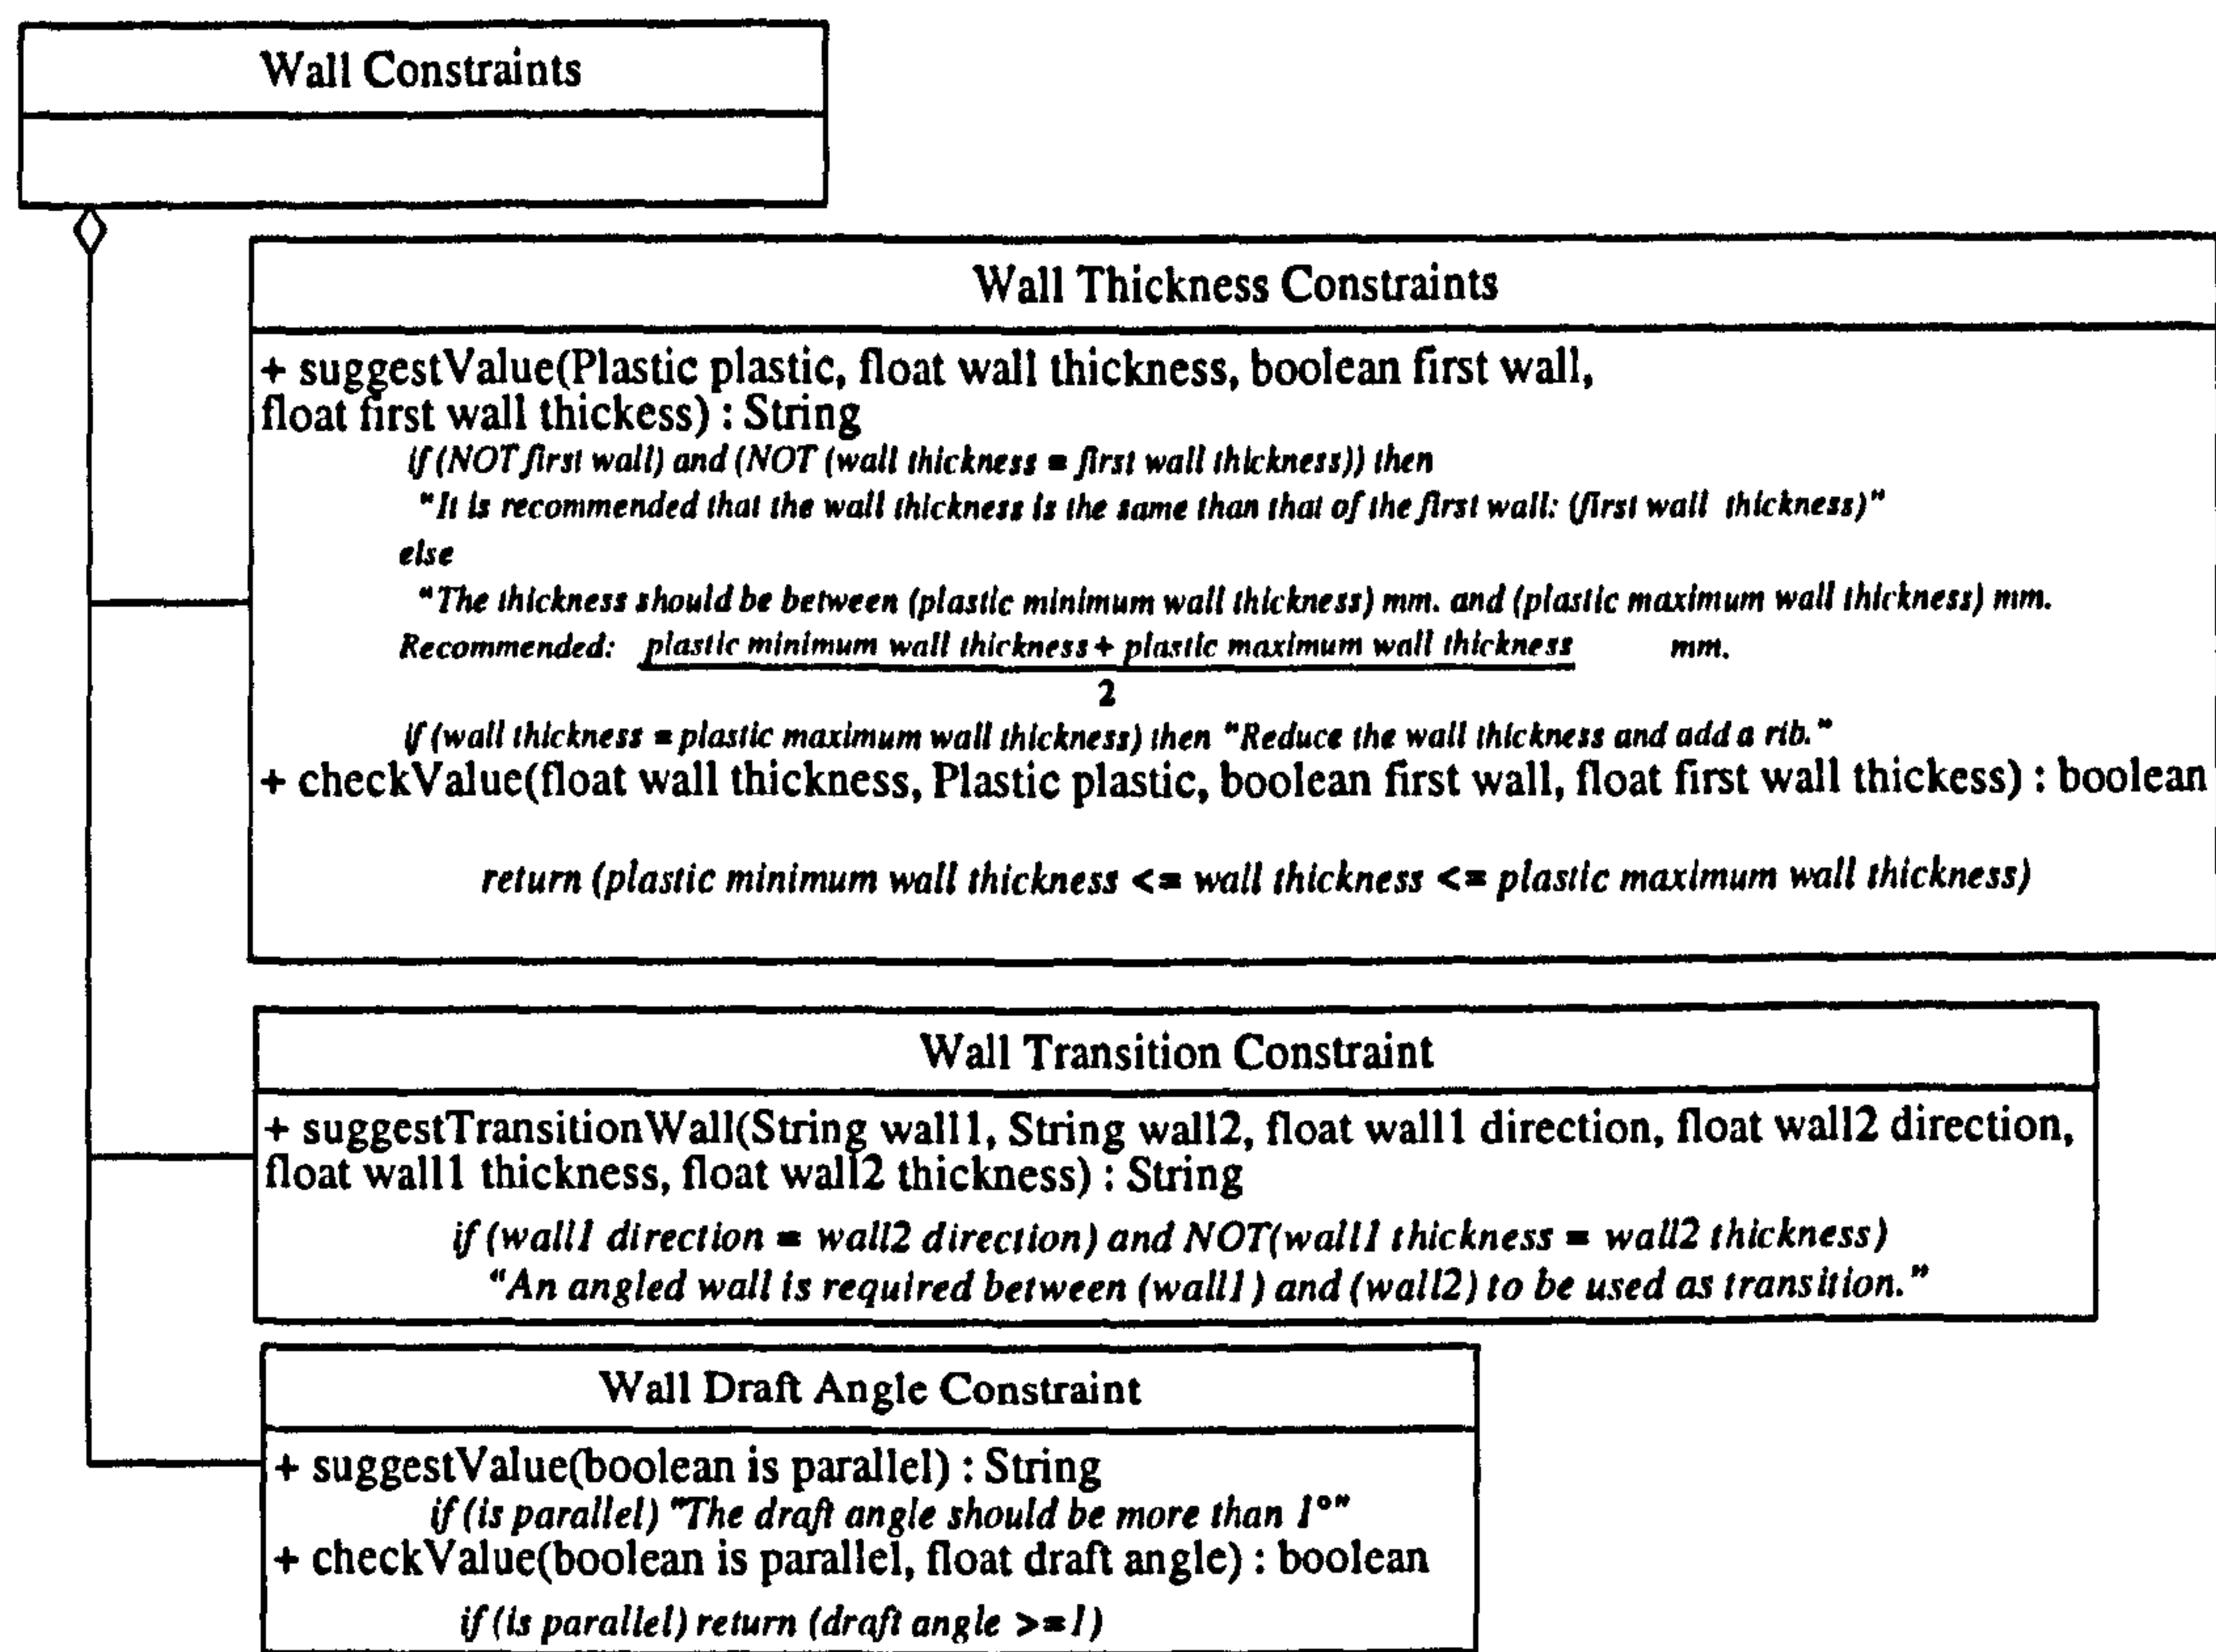 Wall Constraints
Wall Thickness Constraints
+ suggestValue(Plastic plastic, float wall thickness, boolean first wall,
float first wall thickess) : String
if (NOT first wall) and (NOT (wall thickness = first wall thickness)) then
"It is recommended that the wall thickness is the same than that of the first wall: (first wall thickness)"
else
"The thickness should be between (plastic minimum wall thickness) mm. and (plastic maximum wall thickness) mm.
Recommended: plastic minimum wall thickness + plastic maximum wall thickness mm.
2
if (wall thickness = plastic maximum wall thickness) then "Reduce the wall thickness and add a rib."
+ checkValue(float wall thickness, Plastic plastic, boolean first wall, float first wall thickess) : boolean
return (plastic minimum wall thickness <= wall thickness <= plastic maximum wall thickness)
Wall Transition Constraint
+ suggestTransitionWall(String wall1, String wall2, float wall1 direction, float wall2 direction,
float wall1 thickness, float wall2 thickness) : String
if (wall1 direction = wall2 direction) and NOT(wall1 thickness = wall2 thickness)
"An angled wall is required between (wall1) and (wall2) to be used as transition."
Wall Draft Angle Constraint
+ suggestValue(boolean is parallel) : String
if (is parallel) "The draft angle should be more than 1°"
+ checkValue(boolean is parallel, float draft angle) : boolean
if (is parallel) return (draft angle >=1)